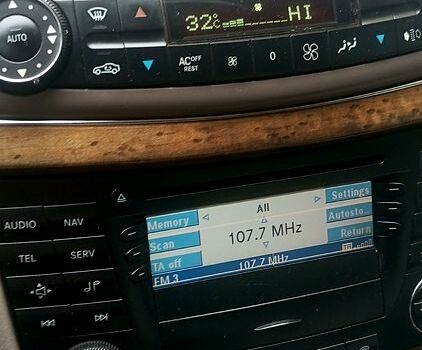 32°C HI
AUTO
TA AC OFF REST 0
All
Memory Settings
Scan 107.7 MHz Autosto...
TA off Return
107.7 MHz
FM 3
AUDIO NAV
TEL SERV